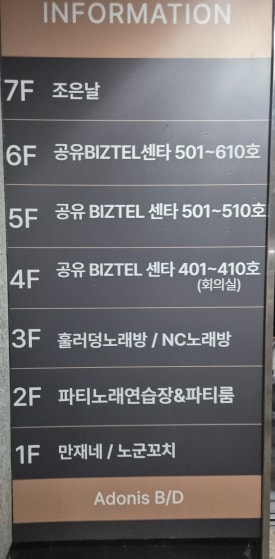 INFORMATION
7F 조은날
6F 공유BIZTEL센타 501~610호
5F 공유 BIZTEL 센타 501~510호
4F 공유 BIZTEL 센타 401~410호
(회의실)
3F 훌러덩노래방 / NC노래방
2F 파티노래연습장&파티룸
1F 만재네 / 노군꼬치
Adonis B/D